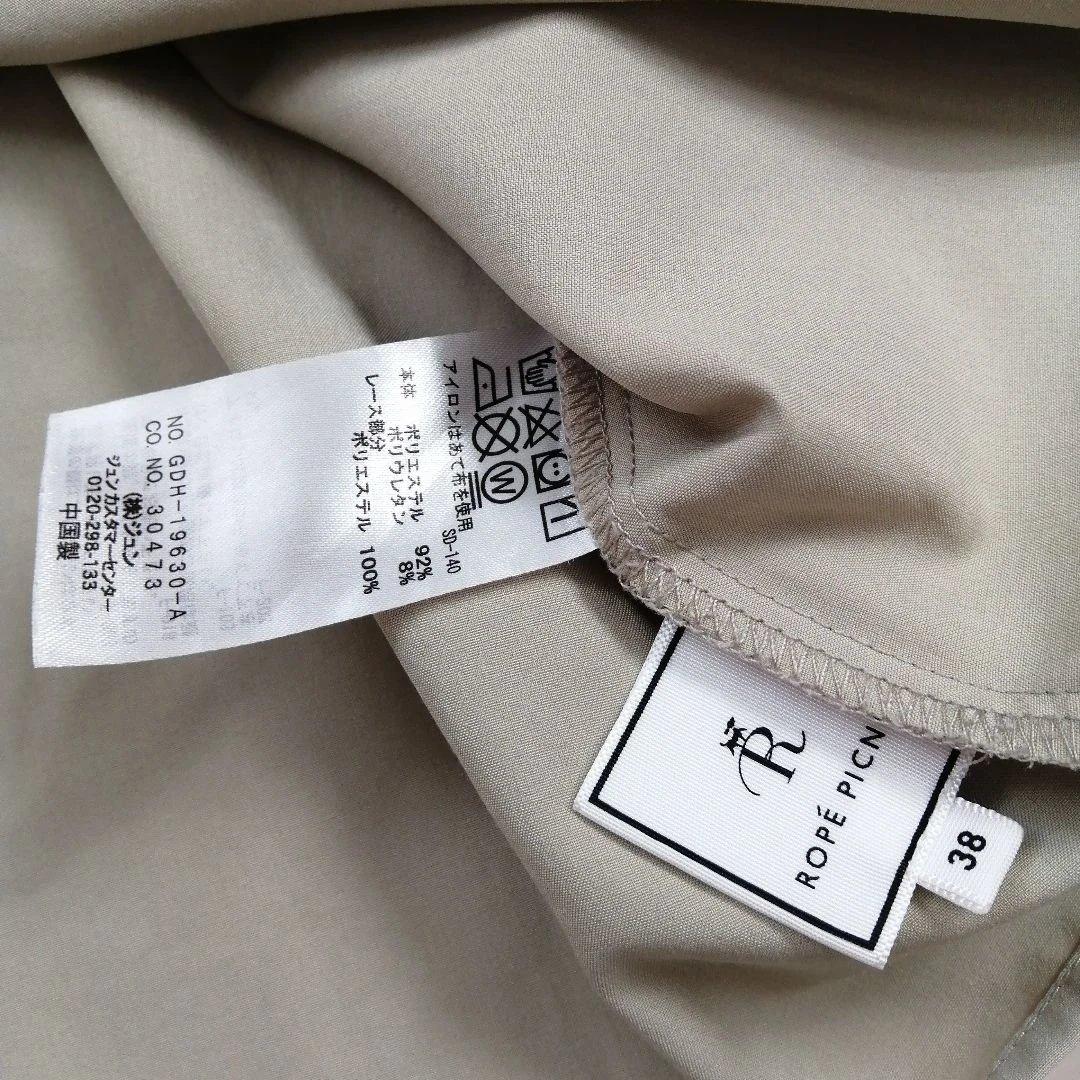 アイロンはあて布を使用
SD-140
本体
ポリエステル 92%
ポリウレタン 8%
レース部分
ポリエステル 100%
NO. GDH-19630-A
CO.NO. 30473
(株)ジュン
ジュンカスタマーセンター
0120-298-133
中国製
W
R
ROPÉ PICN
38